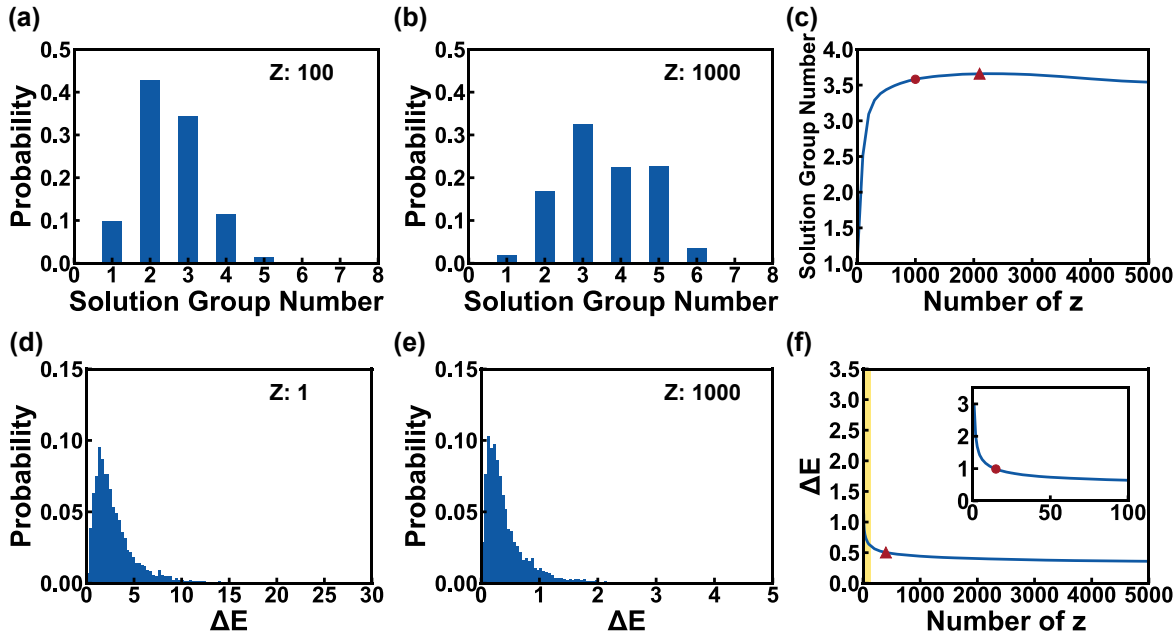 (a)
Probability
0.5
0.4
0.3
0.2
0.1
0.0
Z: 100
0 1 2 3 4 5 6 7 8
Solution Group Number
(b)
Probability
0.5
0.4
0.3
0.2
0.1
0.0
Z: 1000
0 1 2 3 4 5 6 7 8
Solution Group Number
(c)
Solution Group Number
4.0
3.5
3.0
2.5
2.0
1.5
1.0
0 1000 2000 3000 4000 5000
Number of z
(d)
Probability
0.15
0.10
0.05
0.00
Z: 1
0 5 10 15 20 25 30
ΔE
(e)
Probability
0.15
0.10
0.05
0.00
Z: 1000
0 1 2 3 4 5
ΔE
(f)
ΔE
3.5
3.0
2.5
2.0
1.5
1.0
0.5
0.0
3
2
1
0
0 50 100
0 1000 2000 3000 4000 5000
Number of z